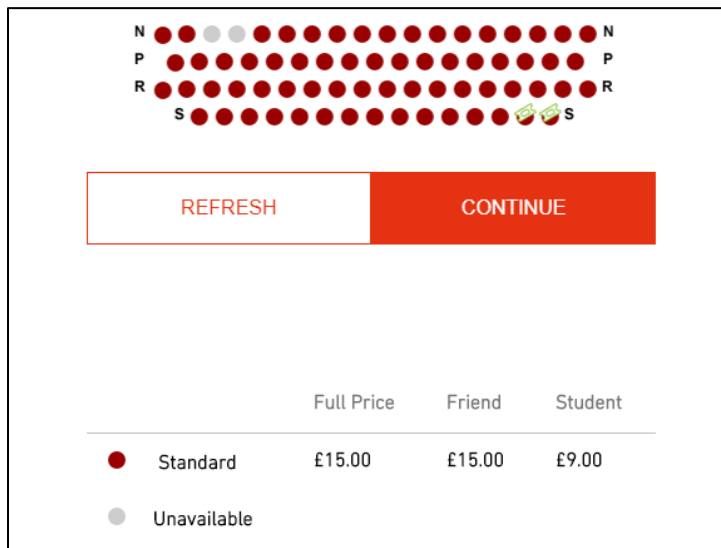 N N
P P
R R
S S
REFRESH CONTINUE
Full Price Friend Student
Standard £15.00 £15.00 £9.00
Unavailable